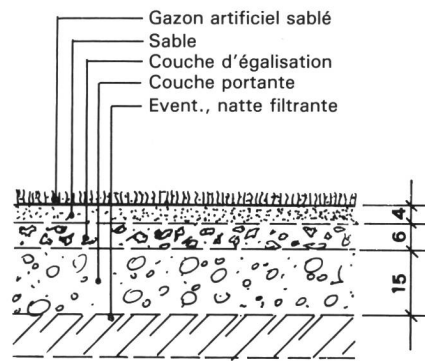 Gazon artificiel sablé
Sable
Couche d'égalisation
Couche portante
Event., natte filtrante
4
6
15